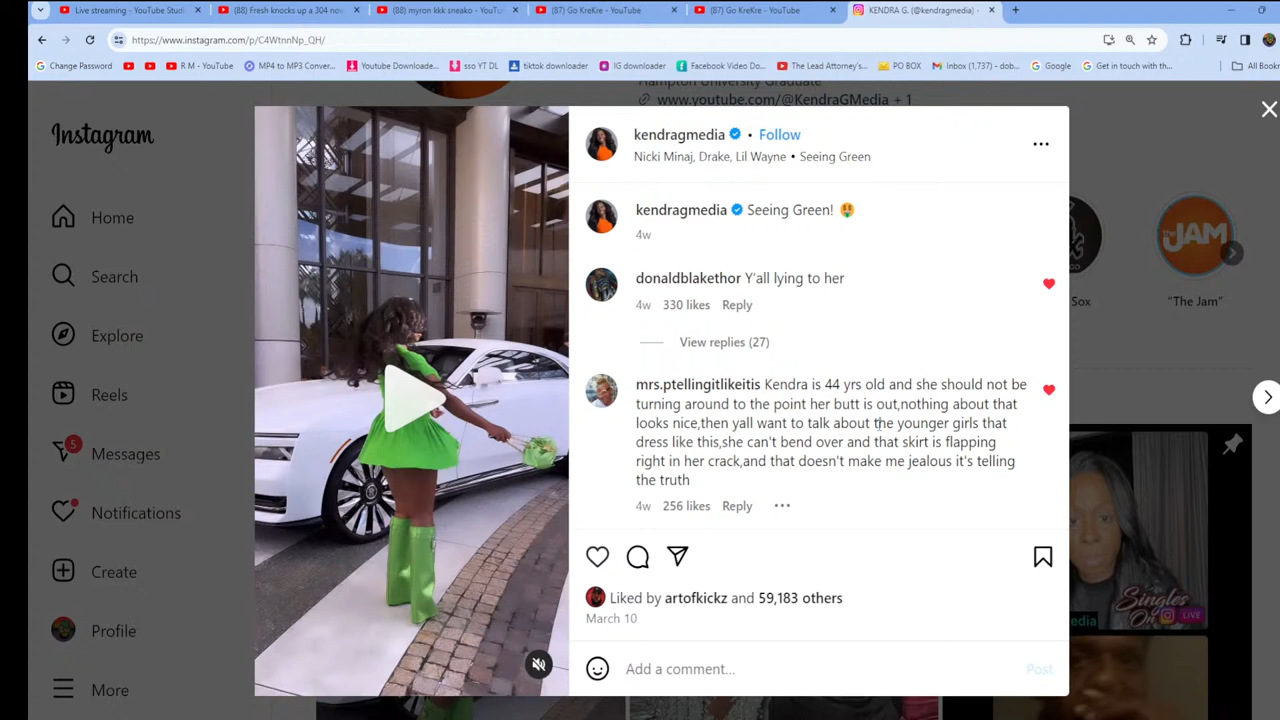 Live streaming - YouTube Stud
(88) Fresh knocks up a 304 nov
(88) myron kkk sneako - YouTub
(87) Go KreKre - YouTube
(87) Go KreKre - YouTube
KENDRA G. (@kendragmedia) •
https://www.instagram.com/p/C4WtnnNp_QH/
Change Password
R M - YouTube
MP4 to MP3 Conver...
Youtube Downloade...
sso YT DL
tiktok downloader
IG downloader
Facebook Video Do...
The Lead Attorney's...
PO BOX
Inbox (1,737) - dob...
Google
Get in touch with th...
All Bookm
Hampton University Graduate
www.youtube.com/@KendraGMedia + 1
Instagram
Home
Search
Explore
Reels
5
Messages
Notifications
Create
Profile
More
kendragmedia • Follow
Nicki Minaj, Drake, Lil Wayne • Seeing Green
kendragmedia Seeing Green! 🤑
4w
donaldblakethor Y'all lying to her
4w 330 likes Reply
View replies (27)
mrs.ptellingitlikeitis Kendra is 44 yrs old and she should not be
turning around to the point her butt is out,nothing about that
looks nice,then yall want to talk about the younger girls that
dress like this,she can't bend over and that skirt is flapping
right in her crack,and that doesn't make me jealous it's telling
the truth
4w 256 likes Reply
Liked by artofkickz and 59,183 others
March 10
Add a comment...
Post
THE JAM
Sox
"The Jam"
Singles
LIVE
edia